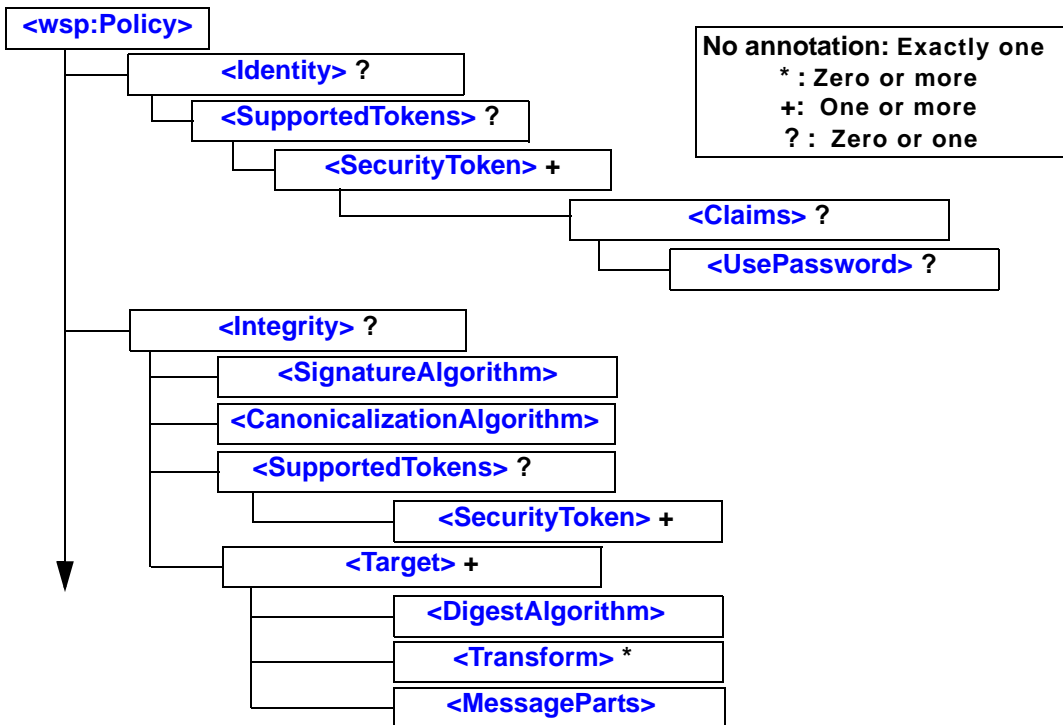 <wsp:Policy>
<Identity> ?
<SupportedTokens> ?
<SecurityToken> +
<Claims> ?
<UsePassword> ?
No annotation: Exactly one
* : Zero or more
+: One or more
? : Zero or one
<Integrity> ?
<SignatureAlgorithm>
<CanonicalizationAlgorithm>
<SupportedTokens> ?
<SecurityToken> +
<Target> +
<DigestAlgorithm>
<Transform> *
<MessageParts>